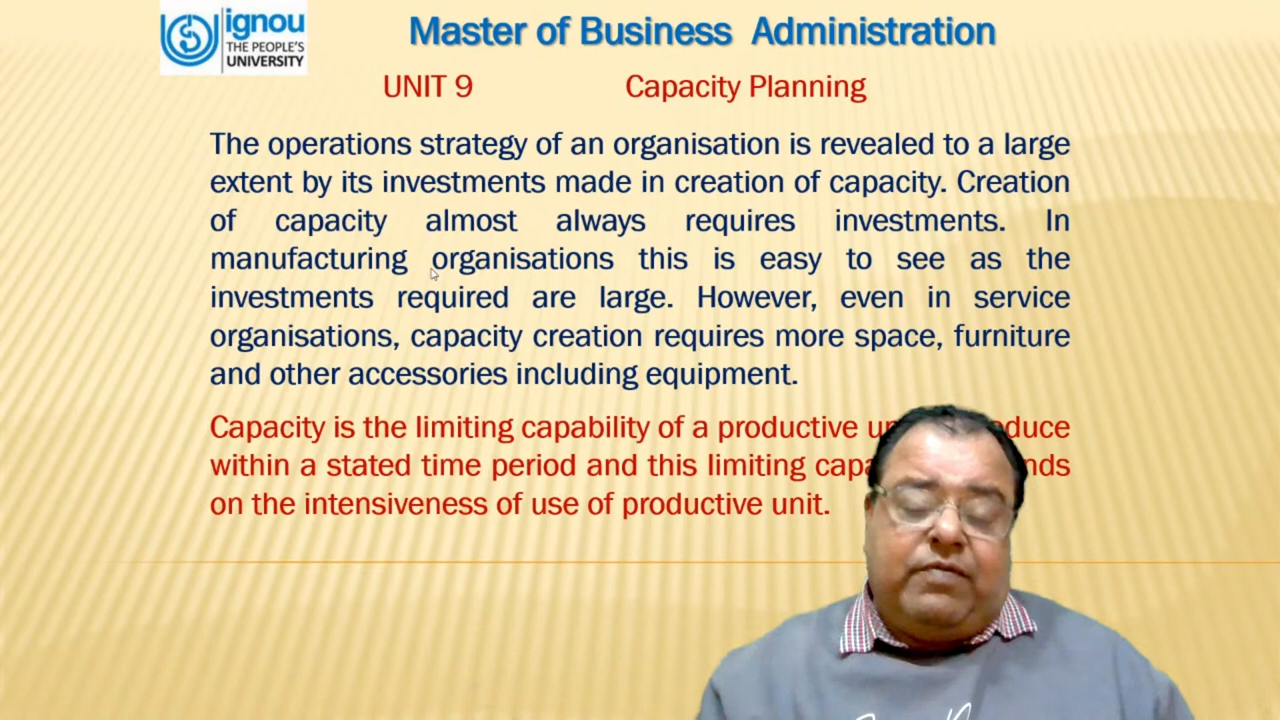 ignou
THE PEOPLE'S
UNIVERSITY
Master of Business Administration
UNIT 9 Capacity Planning
The operations strategy of an organisation is revealed to a large
extent by its investments made in creation of capacity. Creation
of capacity almost always requires investments. In
manufacturing organisations this is easy to see as the
investments required are large. However, even in service
organisations, capacity creation requires more space, furniture
and other accessories including equipment.
Capacity is the limiting capability of a productive
within a stated time period and this limiting
on the intensiveness of use of productive unit.